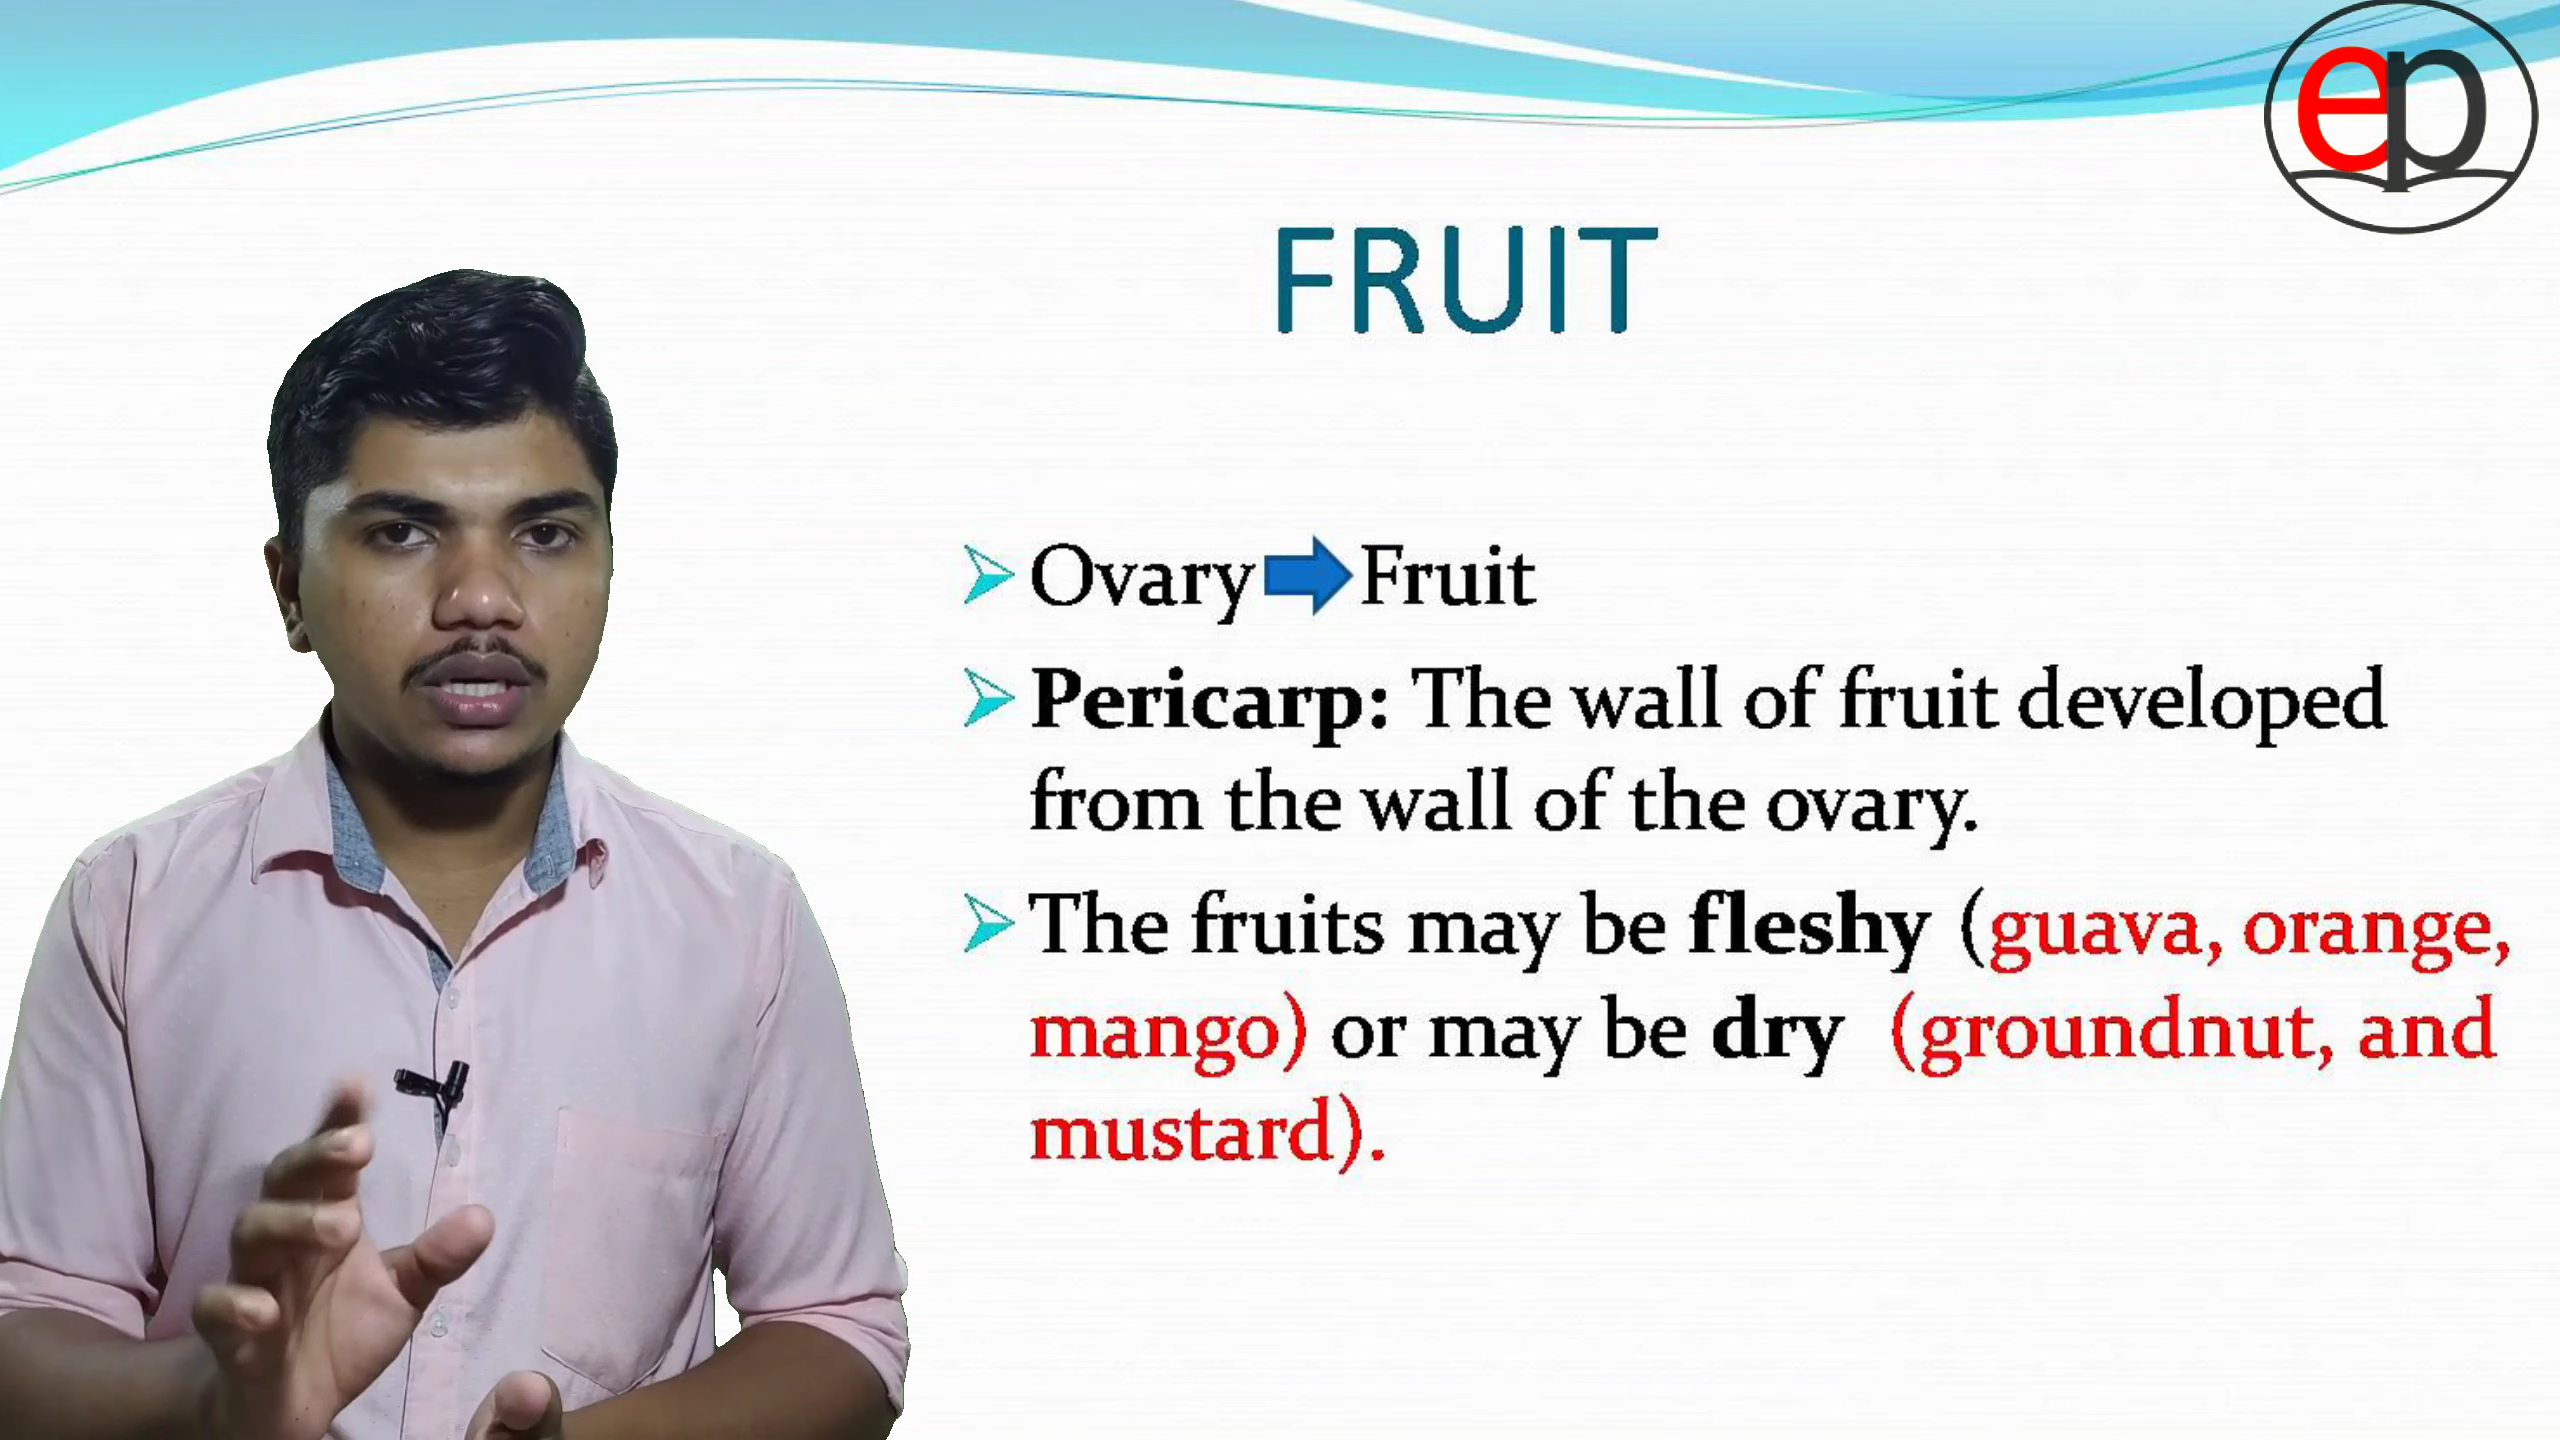 ep
FRUIT
Ovary Fruit
Pericarp: The wall of fruit developed
from the wall of the ovary.
The fruits may be fleshy (guava, orange,
mango) or may be dry (groundnut, and
mustard).